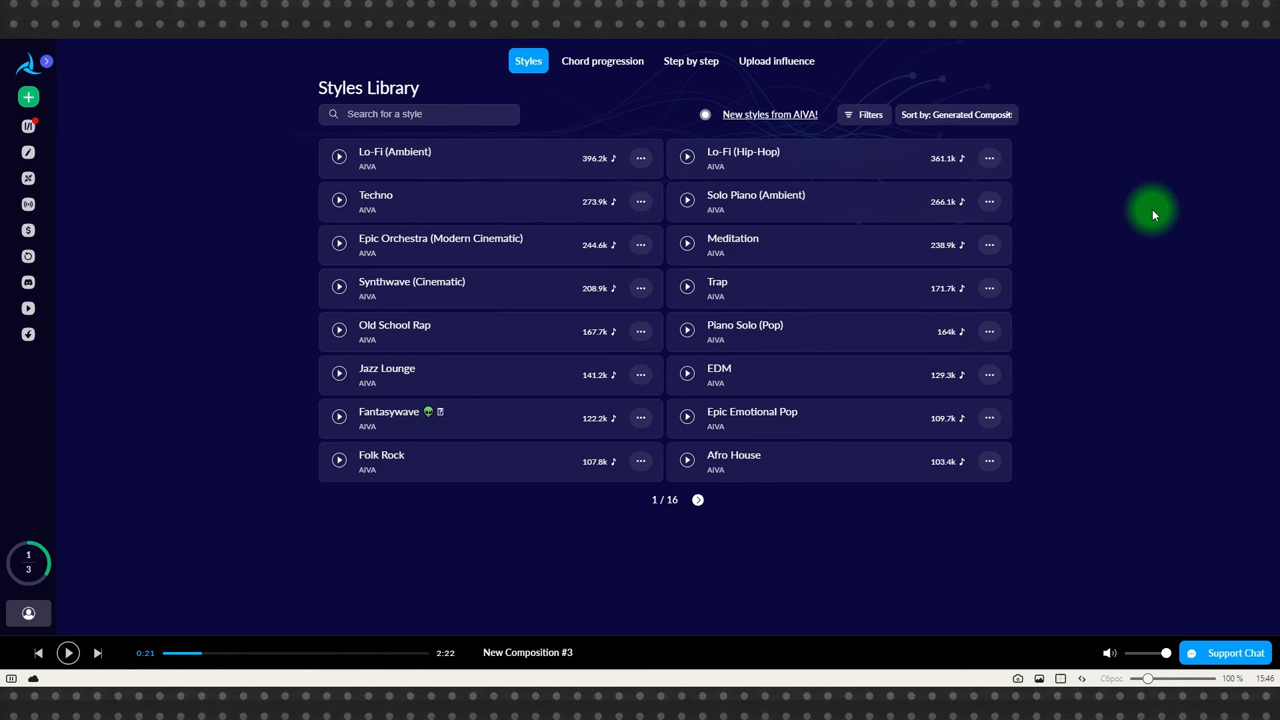 Styles
Chord progression
Step by step
Upload influence
Styles Library
Search for a style
New styles from AIVA!
Filters
Sort by: Generated Composit
Lo-Fi (Ambient)
AIVA
396.2k
Lo-Fi (Hip-Hop)
AIVA
361.1k
Techno
AIVA
273.9k
Solo Piano (Ambient)
AIVA
266.1k
Epic Orchestra (Modern Cinematic)
AIVA
244.6k
Meditation
AIVA
238.9k
Synthwave (Cinematic)
AIVA
208.9k
Trap
AIVA
171.7k
Old School Rap
AIVA
167.7k
Piano Solo (Pop)
AIVA
164k
Jazz Lounge
AIVA
141.2k
EDM
AIVA
129.3k
Fantasywave
AIVA
122.2k
Epic Emotional Pop
AIVA
109.7k
Folk Rock
AIVA
107.8k
Afro House
AIVA
103.4k
1 / 16
1
3
0:21
2:22
New Composition #3
Support Chat
Сброс
100 %
15:46